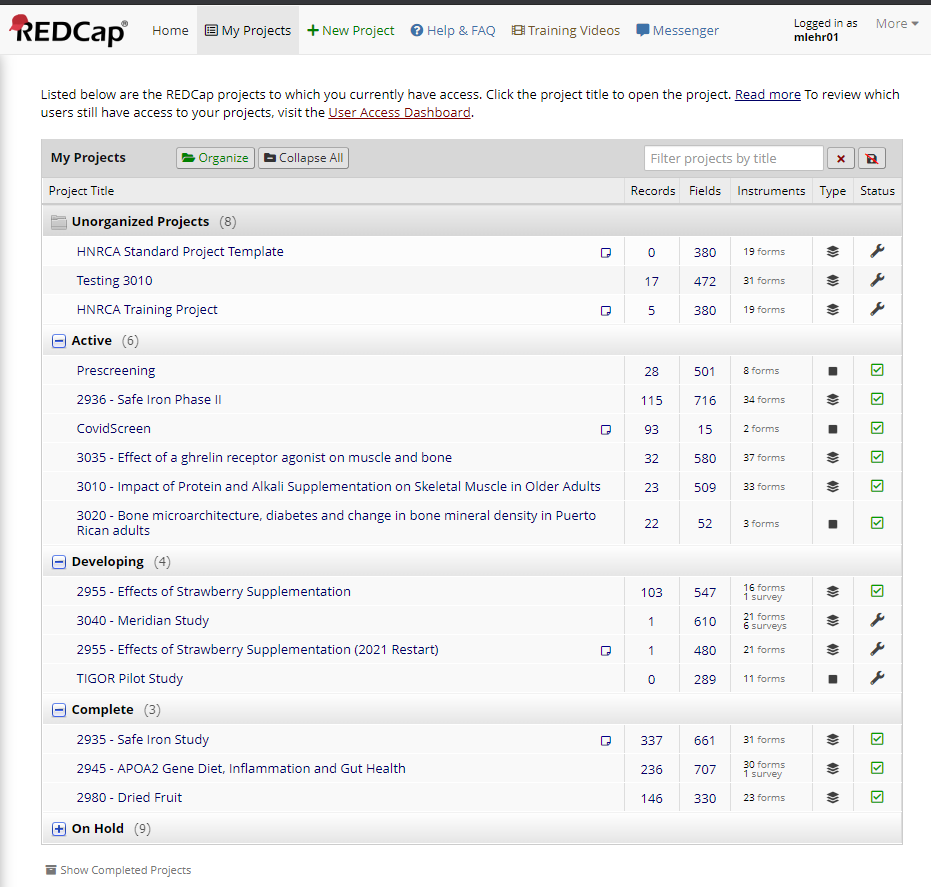 REDCap®
Home
My Projects
New Project
Help & FAQ
Training Videos
Messenger
Logged in as
mlehr01
More
Listed below are the REDCap projects to which you currently have access. Click the project title to open the project. Read more To review which
users still have access to your projects, visit the User Access Dashboard.
My Projects Organize Collapse All Filter projects by title
Project Title Records Fields Instruments Type Status
Unorganized Projects (8)
HNRCA Standard Project Template 0 380 19 forms
Testing 3010 17 472 31 forms
HNRCA Training Project 5 380 19 forms
Active (6)
Prescreening 28 501 8 forms
2936 - Safe Iron Phase II 115 716 34 forms
CovidScreen 93 15 2 forms
3035 - Effect of a ghrelin receptor agonist on muscle and bone 32 580 37 forms
3010 - Impact of Protein and Alkali Supplementation on Skeletal Muscle in Older Adults 23 509 33 forms
3020 - Bone microarchitecture, diabetes and change in bone mineral density in Puerto
Rican adults 22 52 3 forms
Developing (4)
2955 - Effects of Strawberry Supplementation 103 547 16 forms
1 survey
3040 - Meridian Study 1 610 21 forms
6 surveys
2955 - Effects of Strawberry Supplementation (2021 Restart) 1 480 21 forms
TIGOR Pilot Study 0 289 11 forms
Complete (3)
2935 - Safe Iron Study 337 661 31 forms
2945 - APOA2 Gene Diet, Inflammation and Gut Health 236 707 30 forms
1 survey
2980 - Dried Fruit 146 330 23 forms
On Hold (9)
Show Completed Projects